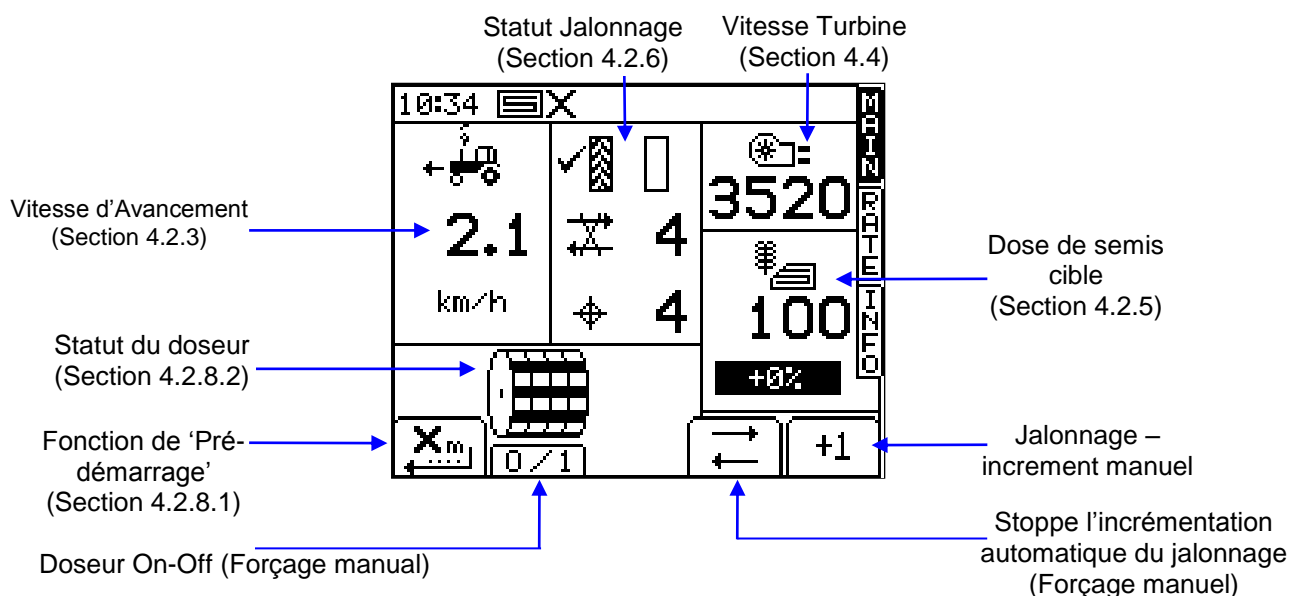 Statut Jalonnage
(Section 4.2.6)
Vitesse Turbine
(Section 4.4)
10:34
MAIN
RATE
INFO
3520
Vitesse d’Avancement
(Section 4.2.3)
2.1
km/h
4
4
Dose de semis
cible
(Section 4.2.5)
100
+0%
Statut du doseur
(Section 4.2.8.2)
Fonction de ‘Pré-
démarrage’
(Section 4.2.8.1)
Xm
0/1
+1
Jalonnage –
increment manuel
Doseur On-Off (Forçage manual)
Stoppe l’incrémentation
automatique du jalonnage
(Forçage manuel)